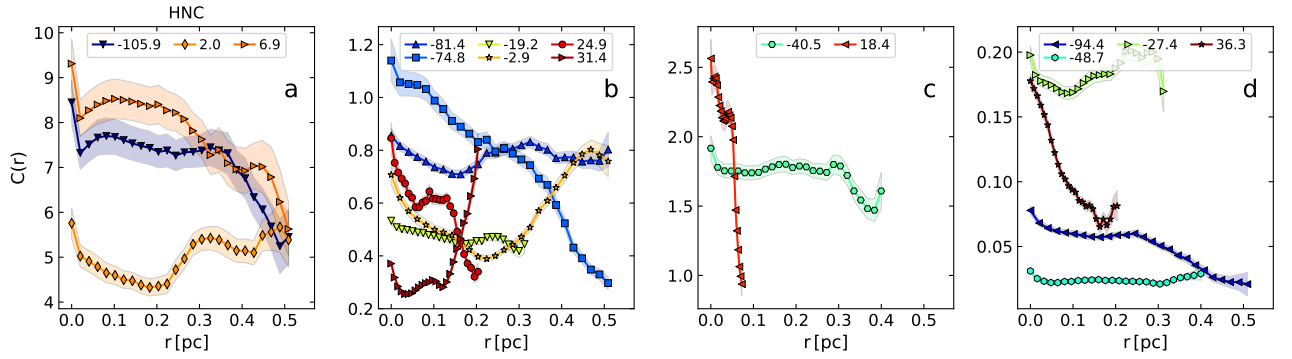 HNC
-105.9 2.0 6.9
-81.4 -19.2 24.9
-74.8 -2.9 31.4
-40.5 18.4
-94.4 -27.4 36.3
-48.7
a
b
c
d
C(r)
10
9
8
7
6
5
4
1.2
1.0
0.8
0.6
0.4
0.2
2.5
2.0
1.5
1.0
0.20
0.15
0.10
0.05
0.0 0.1 0.2 0.3 0.4 0.5
0.0 0.1 0.2 0.3 0.4 0.5
0.0 0.1 0.2 0.3 0.4 0.5
0.0 0.1 0.2 0.3 0.4 0.5
r [pc]
r [pc]
r [pc]
r [pc]